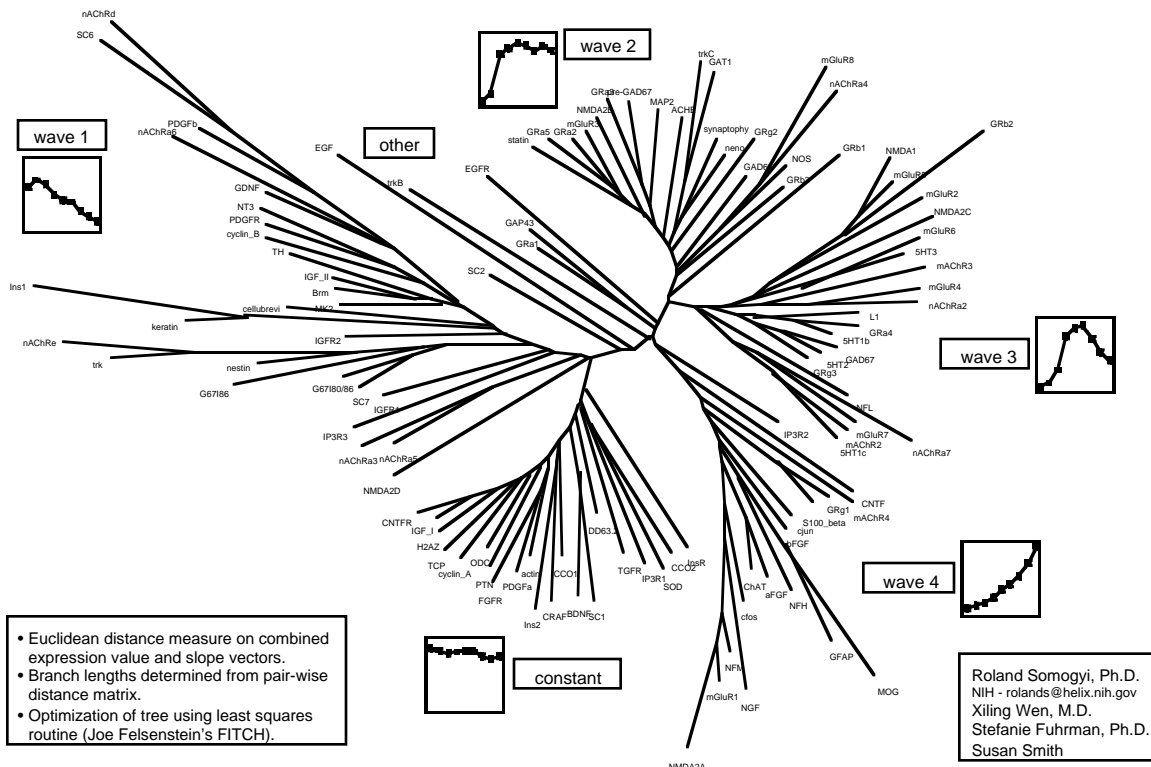 nAChRd
SC6
wave 2
trkC
GAT1
mGluR8
nAChRa4
wave 1
PDGFb
nAChRa6
EGF
other
pre-GAD67
NMDA2B
mGluR3
MAP2
ACHE
GRa5
GRa2
statin
synaptophy
neno
GRg2
NOS
GRb1
GRb2
NMDA1
EGFR
trkB
mGluR2
NMDA2C
mGluR6
GDNF
NT3
PDGFR
cyclin_B
TH
GAP43
GRa1
SC2
5HT3
mAChR3
mGluR4
nAChRa2
IGF_II
Brm
MK2
Ins1
cellubrevi
keratin
IGFR2
L1
GRa4
5HT1b
GAD67
5HT2
GRg3
wave 3
nAChRe
trk
nestin
G67I86
G67I80/86
SC7
IGFR1
IP3R3
nAChRa3
nAChRa5
NMDA2D
NFL
mGluR7
mAChR2
5HT1c
nAChRa7
IP3R2
CNTF
mAChR4
GRg1
S100_beta
cjun
bFGF
CNTFR
IGF_I
H2AZ
TCP
cyclin_A
ODC
PTN
FGFR
PDGFa
actin
Ins2
CCO1
CRAF
BDNF
SC1
DD63.2
TGFR
IP3R1
SOD
CCO2
InsR
ChAT
aFGF
NFH
cfos
wave 4
GFAP
MOG
NFM
mGluR1
NGF
NMDA2A
constant
• Euclidean distance measure on combined
expression value and slope vectors.
• Branch lengths determined from pair-wise
distance matrix.
• Optimization of tree using least squares
routine (Joe Felsenstein's FITCH).
Roland Somogyi, Ph.D.
NIH - rolands@helix.nih.gov
Xiling Wen, M.D.
Stefanie Fuhrman, Ph.D.
Susan Smith